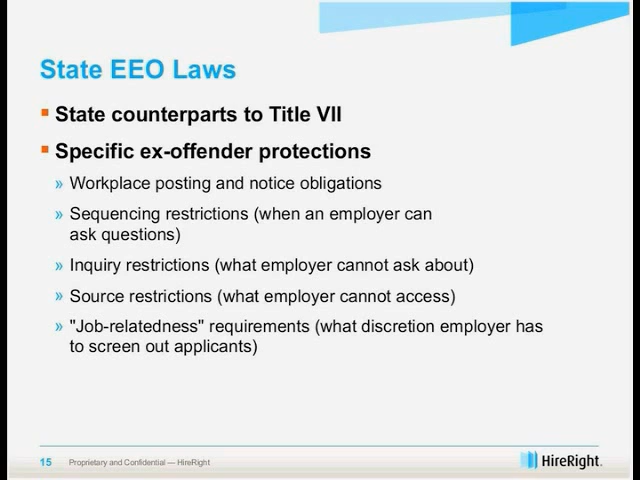 State EEO Laws
▪ State counterparts to Title VII
▪ Specific ex-offender protections
» Workplace posting and notice obligations
» Sequencing restrictions (when an employer can
ask questions)
» Inquiry restrictions (what employer cannot ask about)
» Source restrictions (what employer cannot access)
» "Job-relatedness" requirements (what discretion employer has
to screen out applicants)
15 Proprietary and Confidential — HireRight
HireRight.